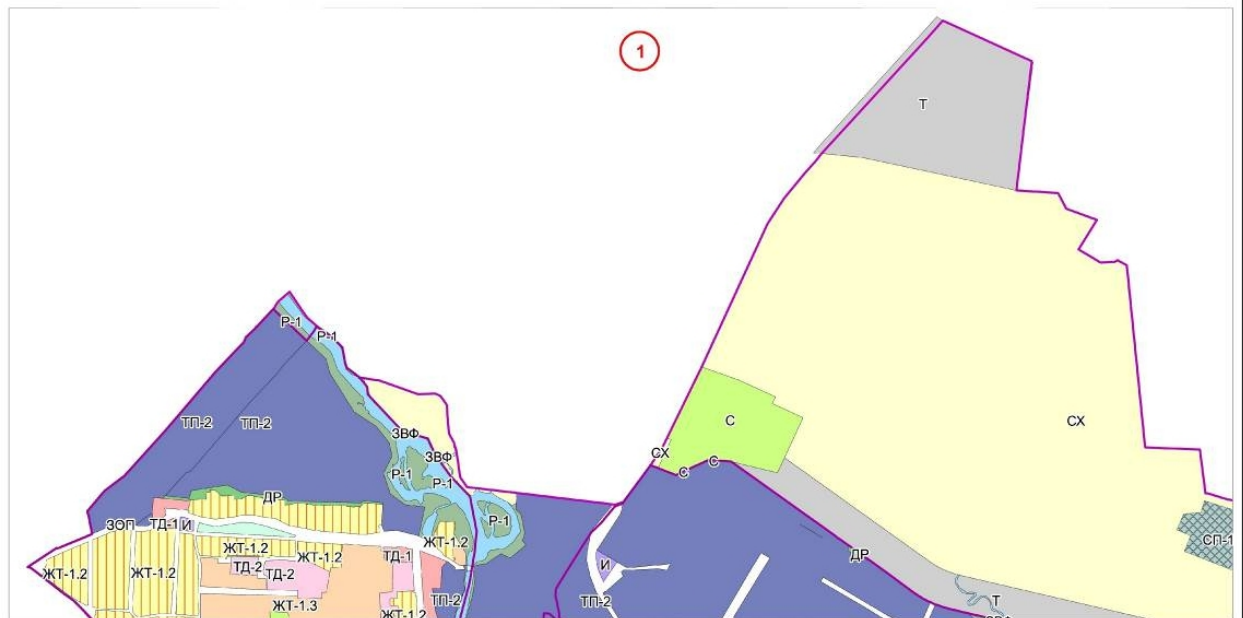 1
Т
Р-1
Р-1
ТП-2
ТП-2
С
СХ
ЗВФ
ЗВФ
СХ
С
С
Р-1
Р-1
ДР
Р-1
ЗОП
ТД-1
И
СП-1
ЖТ-1.2
ЖТ-1.2
ЖТ-1.2
ТД-1
ДР
ЖТ-1.2
ЖТ-1.2
ТД-2
ТД-2
И
ЖТ-1.3
ТП-2
ТП-2
Т
ЖТ-1.2